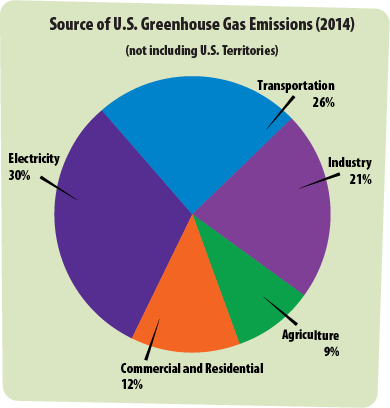 Source of U.S. Greenhouse Gas Emissions (2014)
(not including U.S. Territories)
Transportation
26%
Electricity
30%
Industry
21%
Agriculture
9%
Commercial and Residential
12%